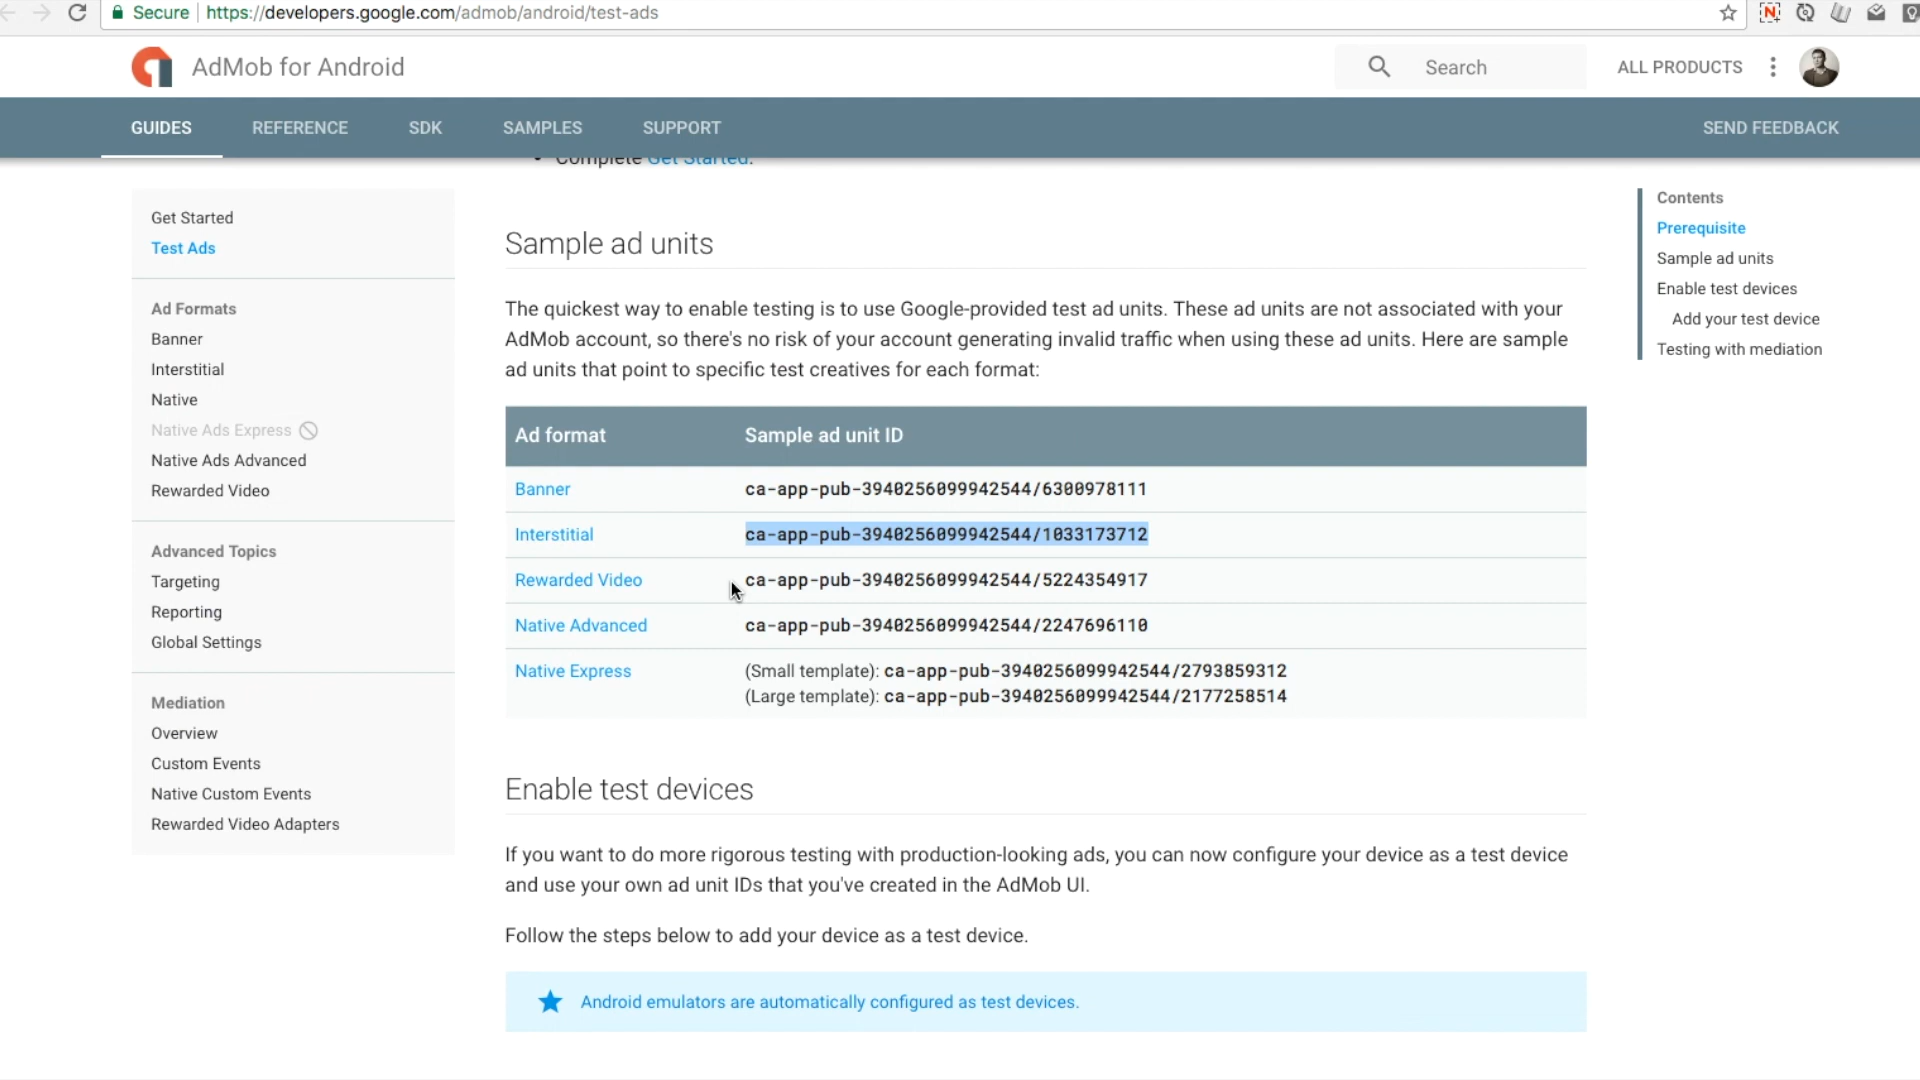 Secure | https://developers.google.com/admob/android/test-ads
AdMob for Android
Search
ALL PRODUCTS
GUIDES
REFERENCE
SDK
SAMPLES
SUPPORT
SEND FEEDBACK
• Complete Get Started.
Get Started
Test Ads
Ad Formats
Banner
Interstitial
Native
Native Ads Express
Native Ads Advanced
Rewarded Video
Advanced Topics
Targeting
Reporting
Global Settings
Mediation
Overview
Custom Events
Native Custom Events
Rewarded Video Adapters
Sample ad units
The quickest way to enable testing is to use Google-provided test ad units. These ad units are not associated with your
AdMob account, so there's no risk of your account generating invalid traffic when using these ad units. Here are sample
ad units that point to specific test creatives for each format:
Ad format Sample ad unit ID
Banner ca-app-pub-3940256099942544/6300978111
Interstitial ca-app-pub-3940256099942544/1033173712
Rewarded Video ca-app-pub-3940256099942544/5224354917
Native Advanced ca-app-pub-3940256099942544/2247696110
Native Express (Small template): ca-app-pub-3940256099942544/2793859312
(Large template): ca-app-pub-3940256099942544/2177258514
Enable test devices
If you want to do more rigorous testing with production-looking ads, you can now configure your device as a test device
and use your own ad unit IDs that you've created in the AdMob UI.
Follow the steps below to add your device as a test device.
Android emulators are automatically configured as test devices.
Contents
Prerequisite
Sample ad units
Enable test devices
Add your test device
Testing with mediation